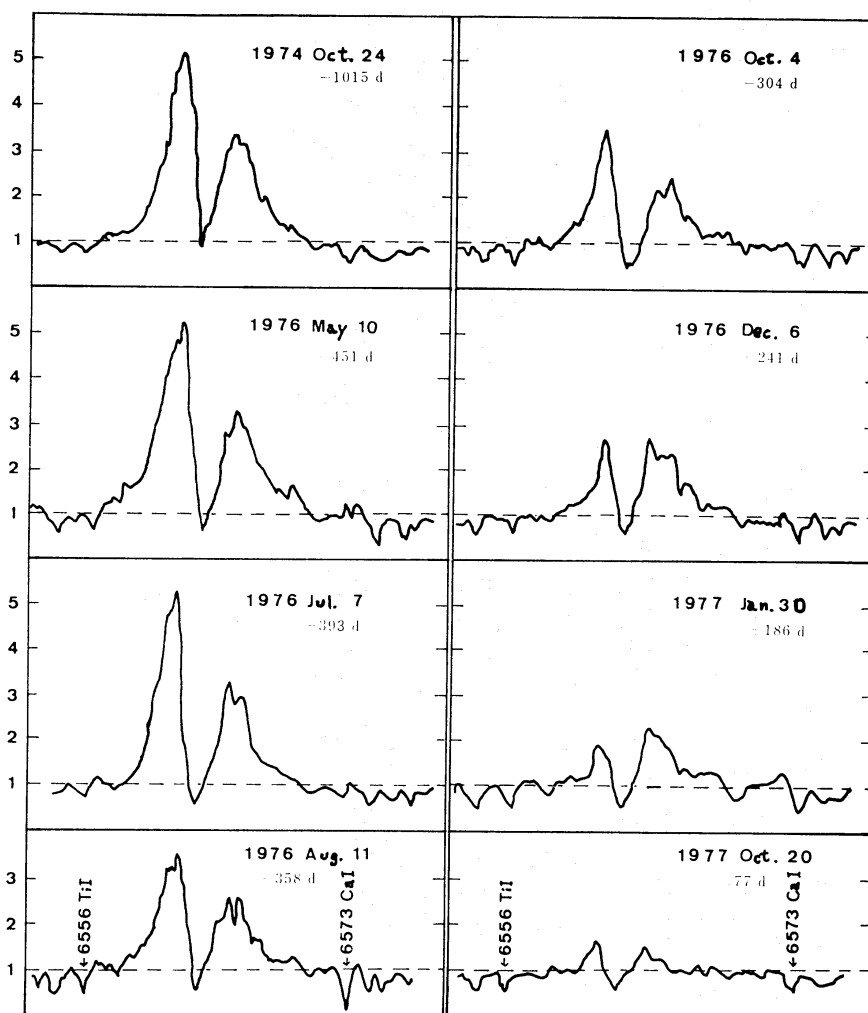 1974 Oct. 24
-1015 d
5
4
3
2
1
1976 May 10
-451 d
5
4
3
2
1
1976 Jul. 7
-393 d
5
4
3
2
1
1976 Aug. 11
-358 d
3
2
1
←6556 TiI
←6573 CaI
1976 Oct. 4
-304 d
1976 Dec. 6
-241 d
1977 Jan. 30
-186 d
1977 Oct. 20
77 d
←6556 TiI
←6573 CaI